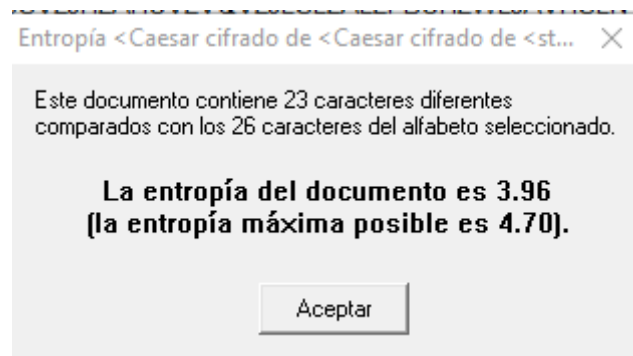 Entropía <Caesar cifrado de <Caesar cifrado de <st...
Este documento contiene 23 caracteres diferentes
comparados con los 26 caracteres del alfabeto seleccionado.
La entropía del documento es 3.96
(la entropía máxima posible es 4.70).
Aceptar